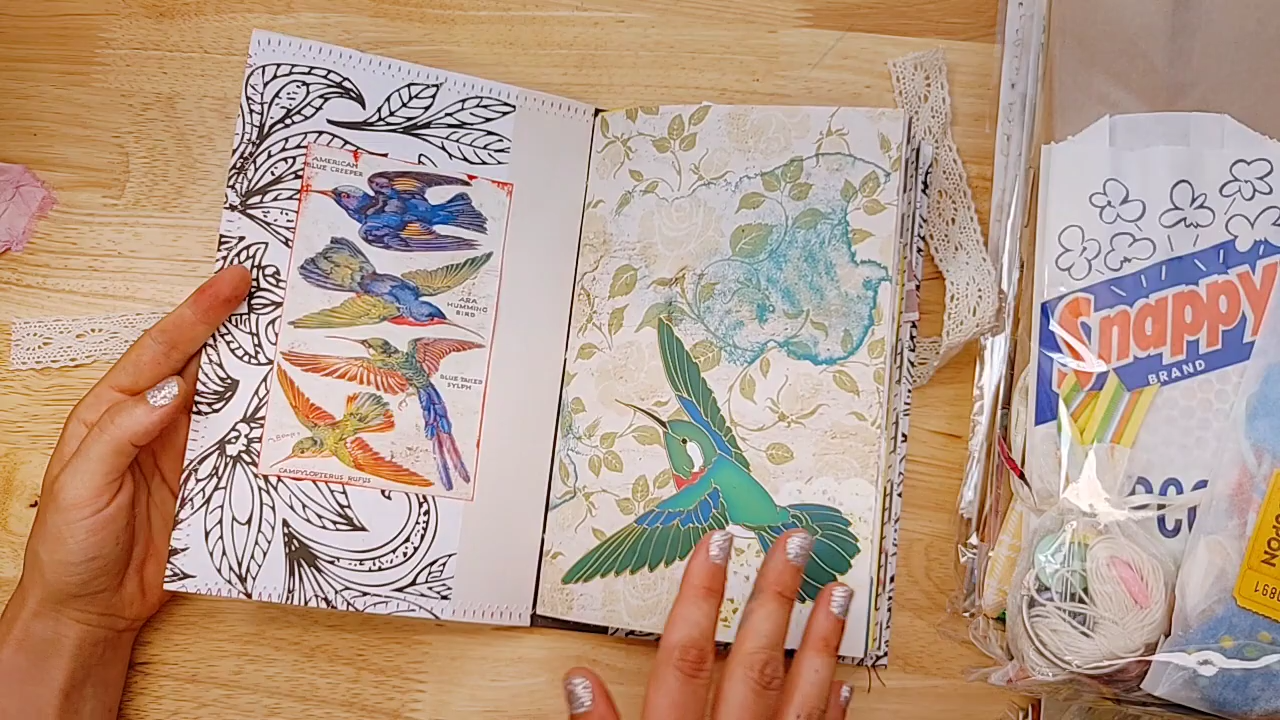 AMERICAN
BLUE CREEPER
ARA
HUMMING
BIRD
BLUE-TAILED
SYLPH
CAMPYLOPTERUS RUFUS
Snappy
BRAND